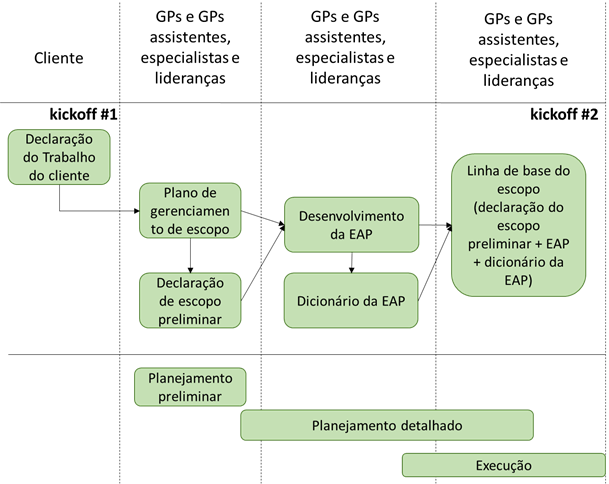 Cliente
GPs e GPs
assistentes,
especialistas e
lideranças
GPs e GPs
assistentes,
especialistas e
lideranças
GPs e GPs
assistentes,
especialistas e
lideranças
kickoff #1
kickoff #2
Declaração
do Trabalho
do cliente
Plano de
gerenciamen
to de escopo
Declaração
de escopo
preliminar
Desenvolvimento
da EAP
Dicionário da EAP
Linha de base do
escopo
(declaração do
escopo
preliminar + EAP
+ dicionário da
EAP)
Planejamento
preliminar
Planejamento detalhado
Execução